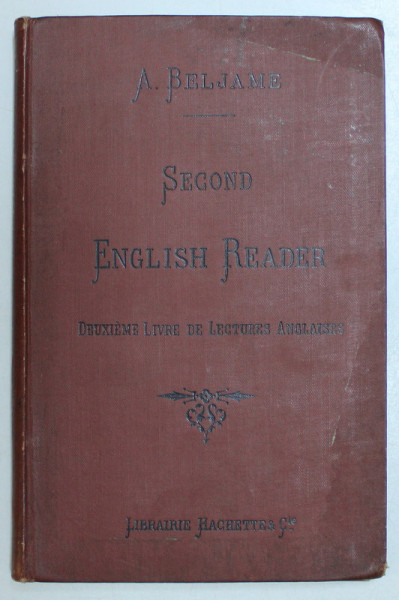 A. BELJAME
SECOND
ENGLISH READER
DEUXIÈME LIVRE DE LECTURES ANGLAISES
LIBRAIRIE HACHETTE & Cie